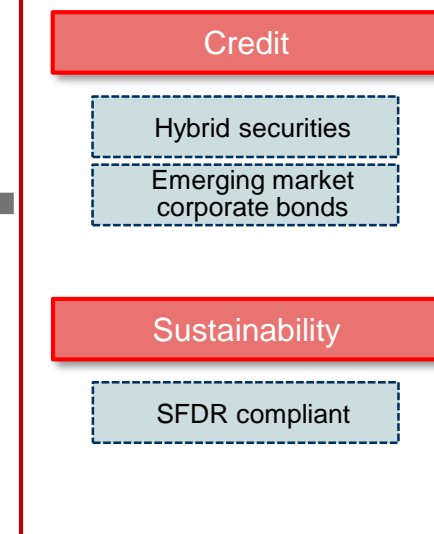 Credit
Hybrid securities
Emerging market
corporate bonds
Sustainability
SFDR compliant